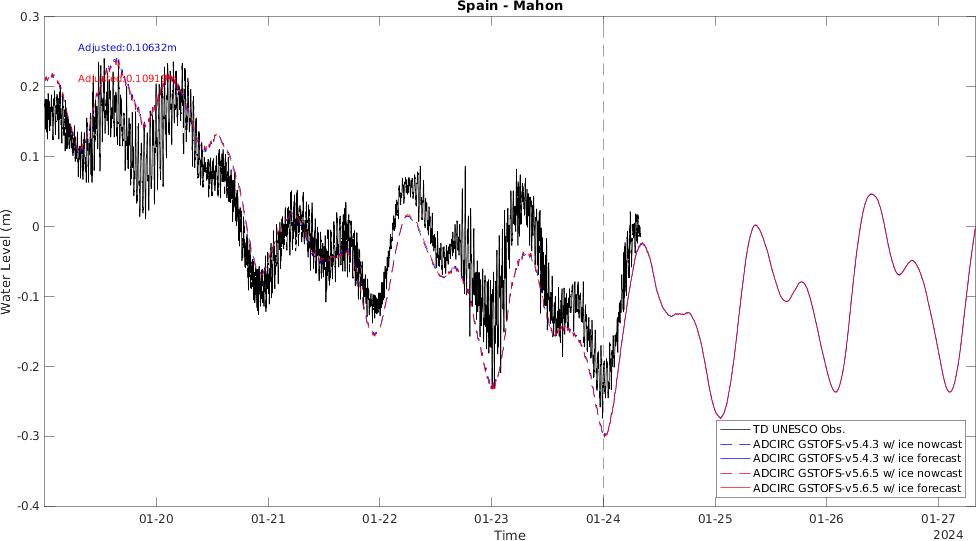 Spain - Mahon
Adjusted:0.10632m
Water Level (m)
0.3
0.2
0.1
0
-0.1
-0.2
-0.3
-0.4
01-20
01-21
01-22
01-23
01-24
01-25
01-26
01-27
Time
2024
TD UNESCO Obs.
ADCIRC GSTOFS-v5.4.3 w/ ice nowcast
ADCIRC GSTOFS-v5.4.3 w/ ice forecast
ADCIRC GSTOFS-v5.6.5 w/ ice nowcast
ADCIRC GSTOFS-v5.6.5 w/ ice forecast